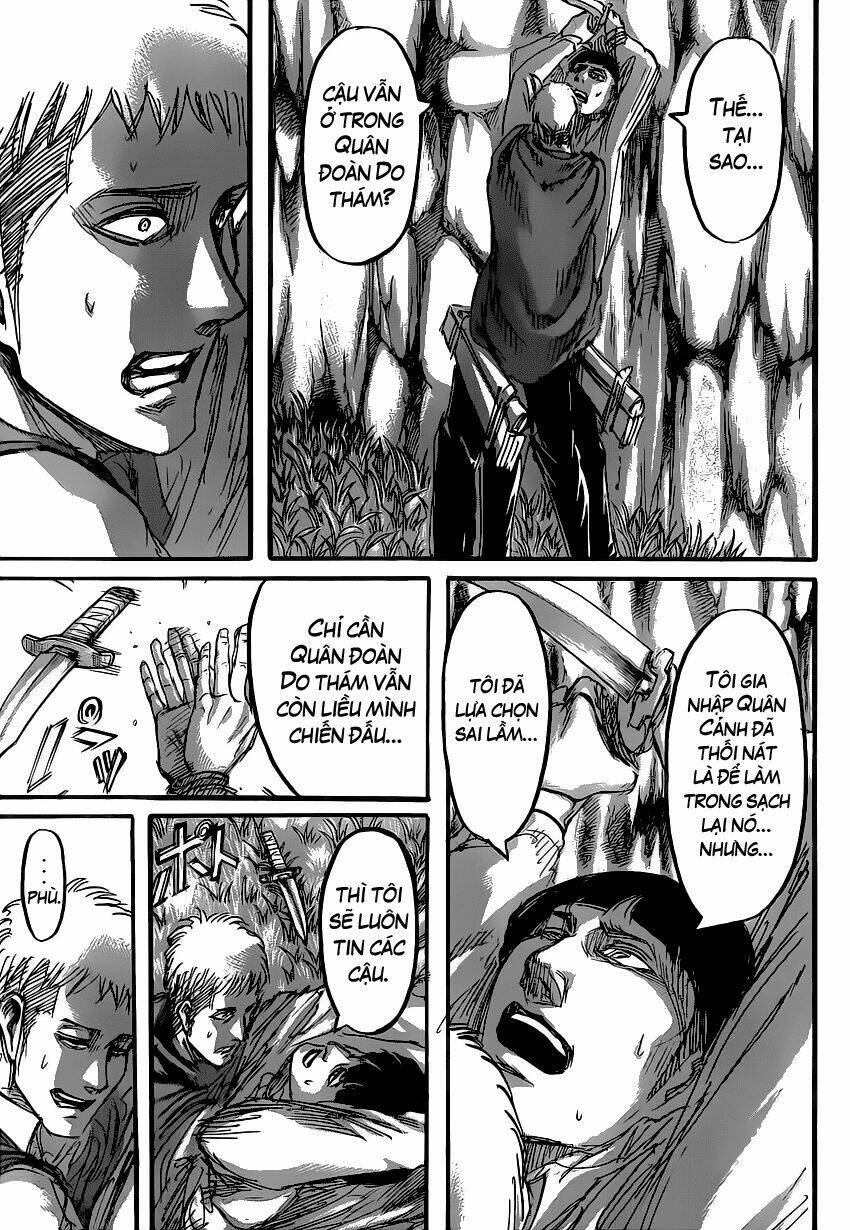 THẾ...
TẠI
SAO...
CẬU VẪN
Ở TRONG
QUÂN
ĐOÀN DO
THÁM?
TÔI GIA
NHẬP QUÂN
CẢNH ĐÃ
THỐI NÁT
LÀ ĐỂ LÀM
TRONG SẠCH
LẠI NÓ...
NHƯNG...
TÔI ĐÃ
LỰA CHỌN
SAI LẦM...
CHỈ CẦN
QUÂN ĐOÀN
DO THÁM VẪN
CÒN LIỀU MÌNH
CHIẾN ĐẤU...
THÌ TÔI
SẼ LUÔN
TIN CÁC
CẬU.
ポイ
...
PHÙ.